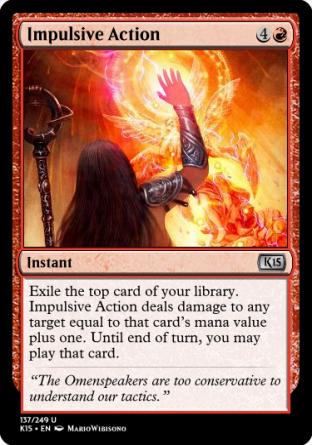 Impulsive Action 4
K15
Instant
Exile the top card of your library.
Impulsive Action deals damage to any
target equal to that card's mana value
plus one. Until end of turn, you may
play that card.
"The Omenspeakers are too conservative to
understand our tactics."
137/249 U
K15 • EN MarioWibisono